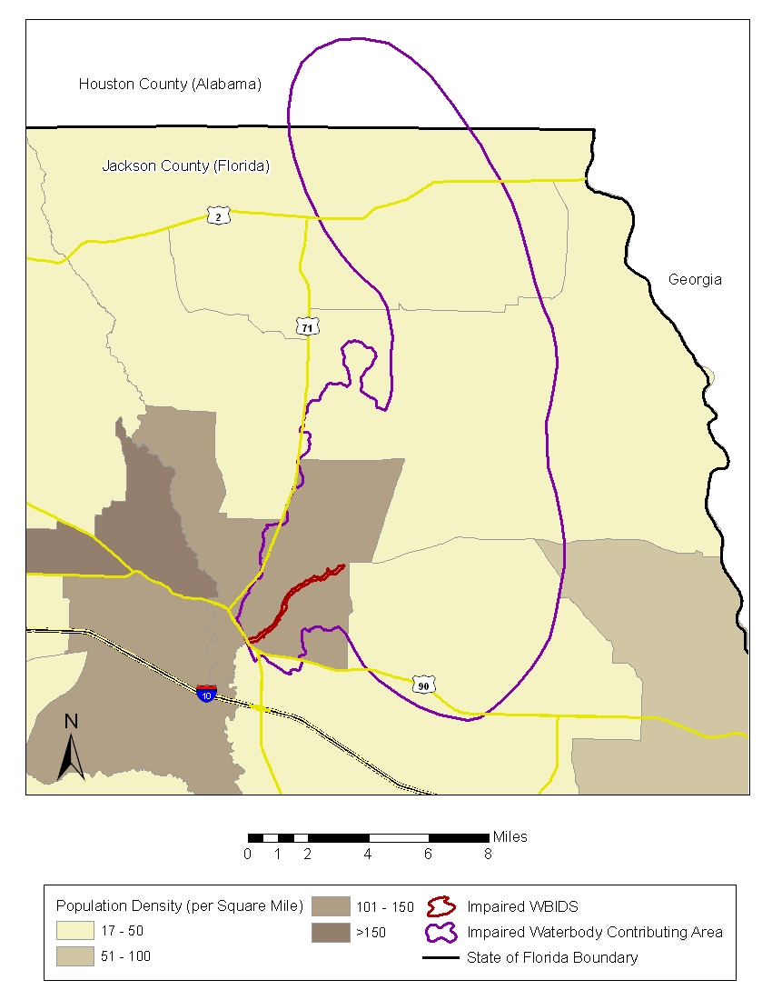 Houston County (Alabama)
Jackson County (Florida)
2
Georgia
71
90
10
N
Miles
0 1 2 4 6 8
Population Density (per Square Mile)
17 - 50
51 - 100
101 - 150
>150
Impaired WBIDS
Impaired Waterbody Contributing Area
State of Florida Boundary